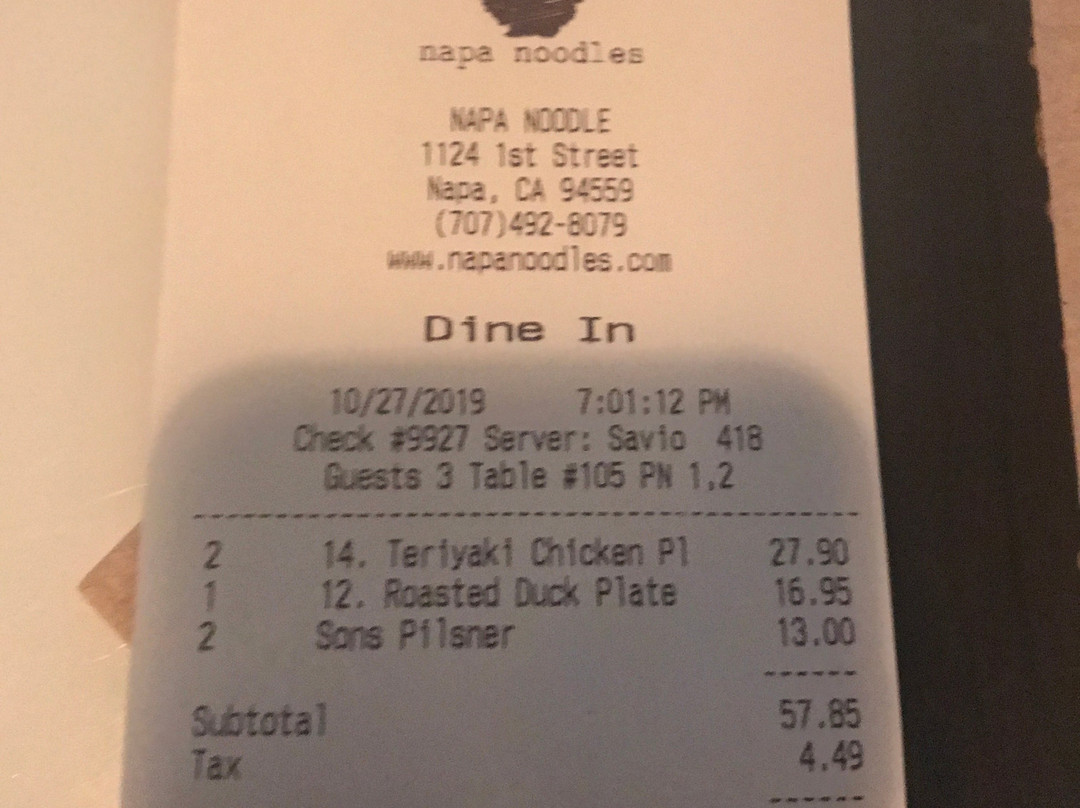 napa noodles
NAPA NOODLE
1124 1st Street
Napa, CA 94559
(707)492-8079
www.napanoodles.com
Dine In
10/27/2019 7:01:12 PM
Check #9927 Server: Savio 418
Guests 3 Table #105 PN 1,2
2 14. Teriyaki Chicken Pl 27.90
1 12. Roasted Duck Plate 16.95
2 Sons Pilsner 13.00
Subtotal 57.85
Tax 4.49